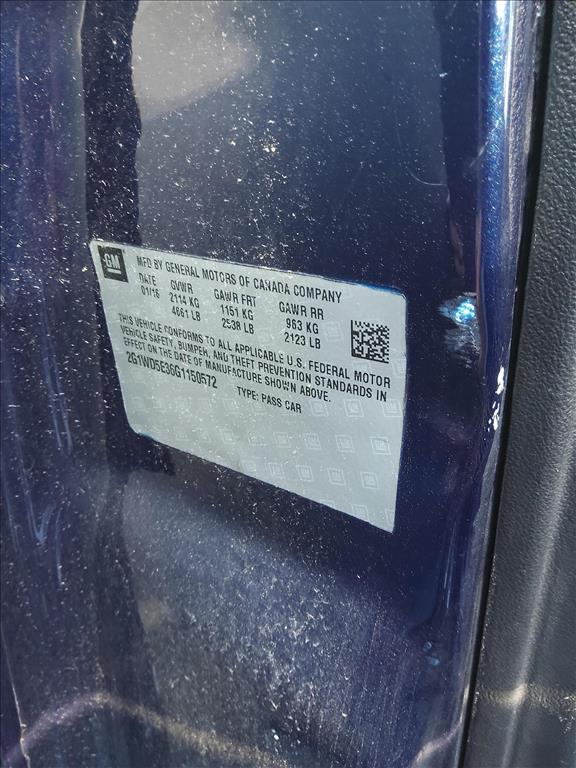 GM
MFD BY GENERAL MOTORS OF CANADA COMPANY
DATE GVWR GAWR FRT GAWR RR
01/16 2114 KG 1151 KG 963 KG
4661 LB 2538 LB 2123 LB
THIS VEHICLE CONFORMS TO ALL APPLICABLE U.S. FEDERAL MOTOR
VEHICLE SAFETY, BUMPER, AND THEFT PREVENTION STANDARDS IN
EFFECT ON THE DATE OF MANUFACTURE SHOWN ABOVE.
2G1WD5E36G1150572 TYPE: PASS CAR